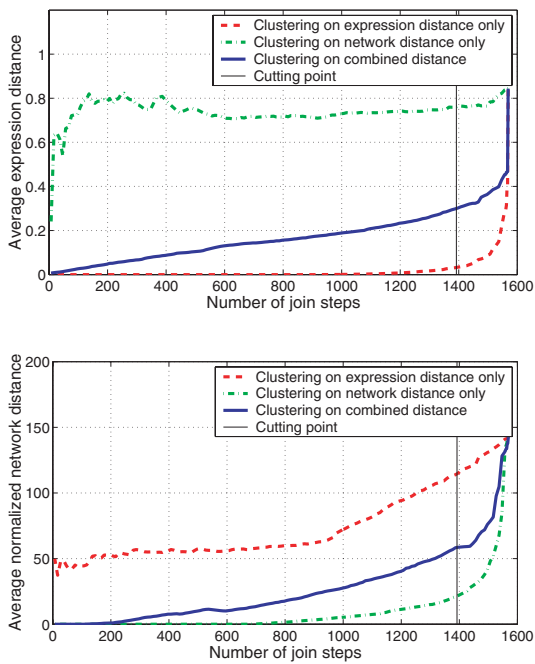 Clustering on expression distance only
Clustering on network distance only
Clustering on combined distance
Cutting point
Average expression distance
1
0.8
0.6
0.4
0.2
0
0 200 400 600 800 1000 1200 1400 1600
Number of join steps
Clustering on expression distance only
Clustering on network distance only
Clustering on combined distance
Cutting point
Average normalized network distance
200
150
100
50
0
0 200 400 600 800 1000 1200 1400 1600
Number of join steps